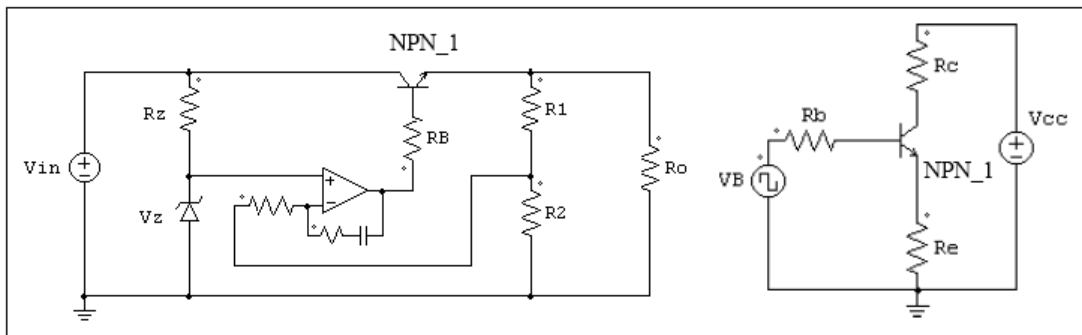 NPN_1
Rz
R1
RB
Vin
Ro
+
-
Vz
R2
Rc
Rb
Vcc
VB
NPN_1
Re